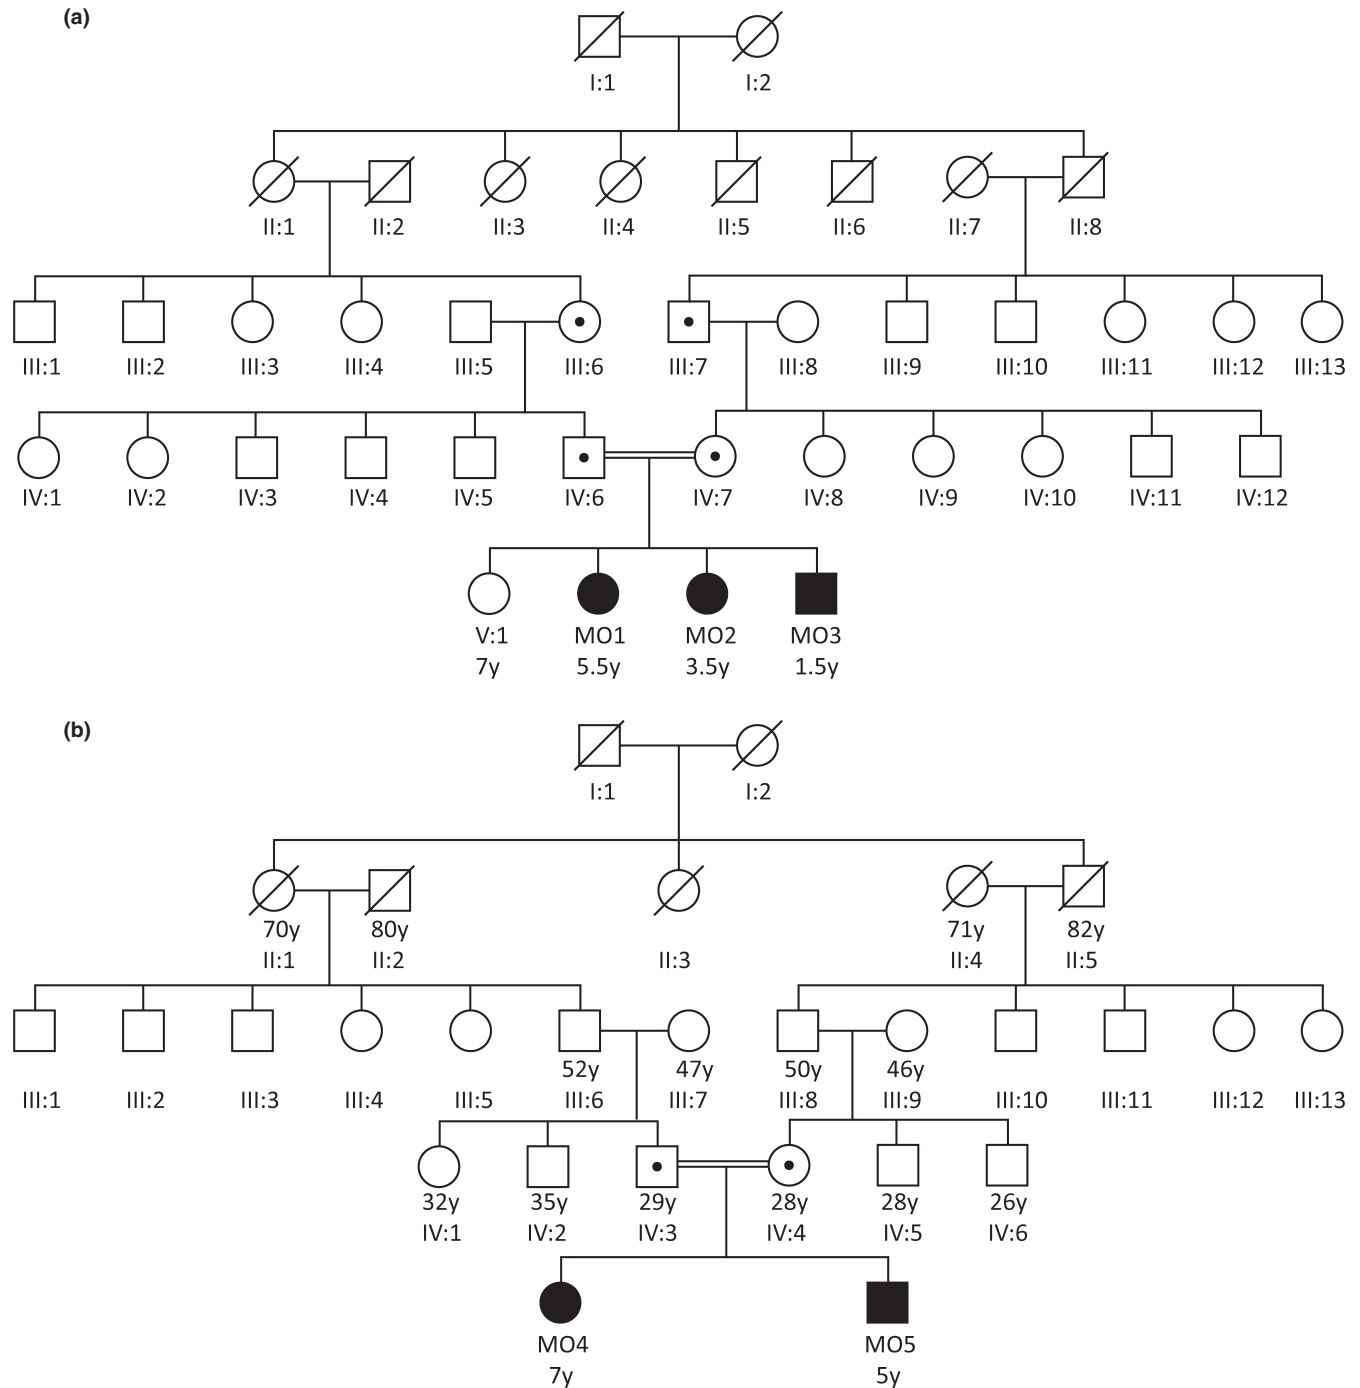 (a)
I:1 I:2
II:1 II:2 II:3 II:4 II:5 II:6 II:7 II:8
III:1 III:2 III:3 III:4 III:5 III:6 III:7 III:8 III:9 III:10 III:11 III:12 III:13
IV:1 IV:2 IV:3 IV:4 IV:5 IV:6 IV:7 IV:8 IV:9 IV:10 IV:11 IV:12
V:1 MO1 MO2 MO3
7y 5.5y 3.5y 1.5y
(b)
I:1 I:2
70y 80y 71y 82y
II:1 II:2 II:3 II:4 II:5
52y 47y 50y 46y
III:1 III:2 III:3 III:4 III:5 III:6 III:7 III:8 III:9 III:10 III:11 III:12 III:13
32y 35y 29y 28y 28y 26y
IV:1 IV:2 IV:3 IV:4 IV:5 IV:6
MO4 MO5
7y 5y